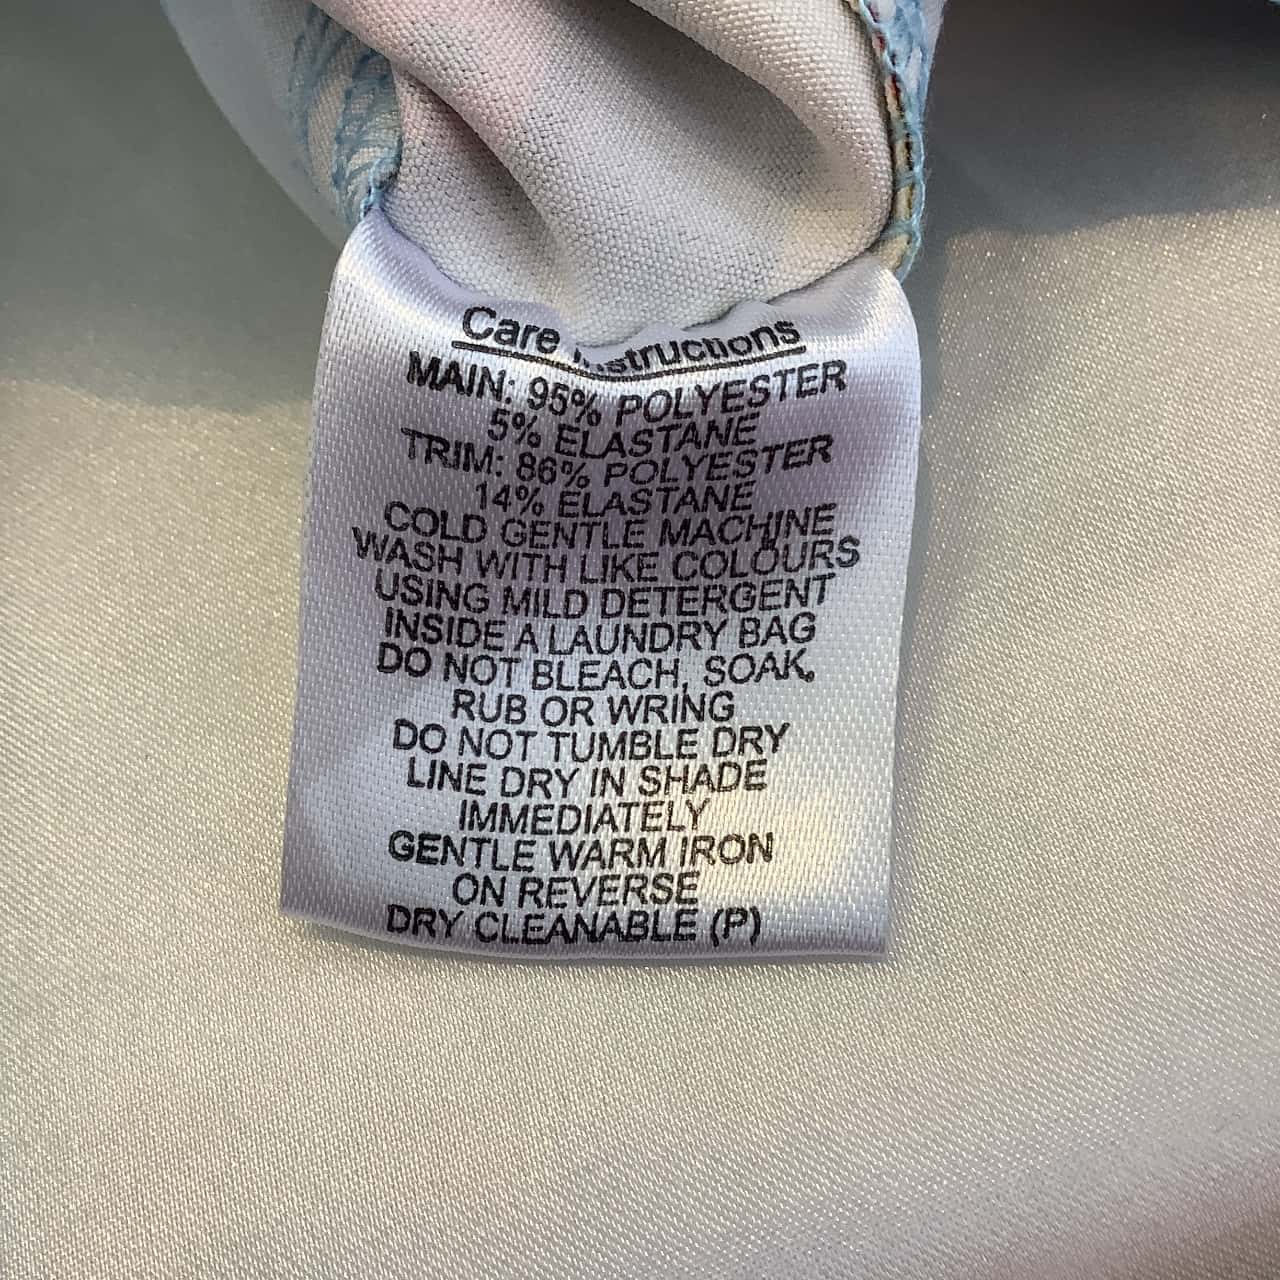 Care Instructions
MAIN: 95% POLYESTER
5% ELASTANE
TRIM: 86% POLYESTER
14% ELASTANE
COLD GENTLE MACHINE
WASH WITH LIKE COLOURS
USING MILD DETERGENT
INSIDE A LAUNDRY BAG
DO NOT BLEACH, SOAK,
RUB OR WRING
DO NOT TUMBLE DRY
LINE DRY IN SHADE
IMMEDIATELY
GENTLE WARM IRON
ON REVERSE
DRY CLEANABLE (P)